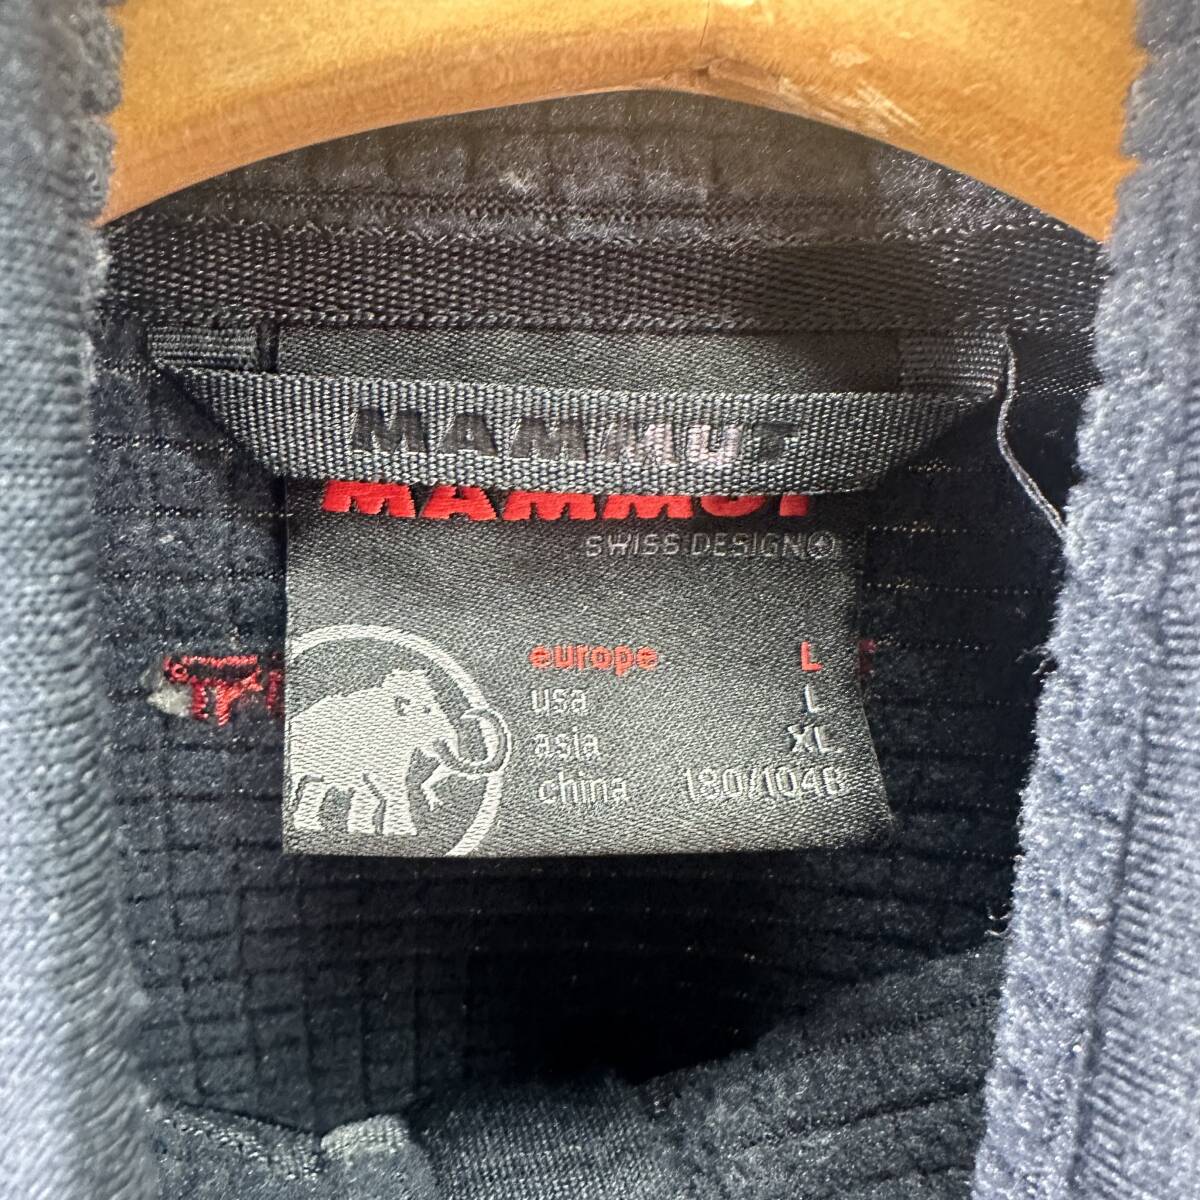 MAMMUT
MAMMUT
SWISS DESIGN
europe L
usa L
asia XL
china 180/104B